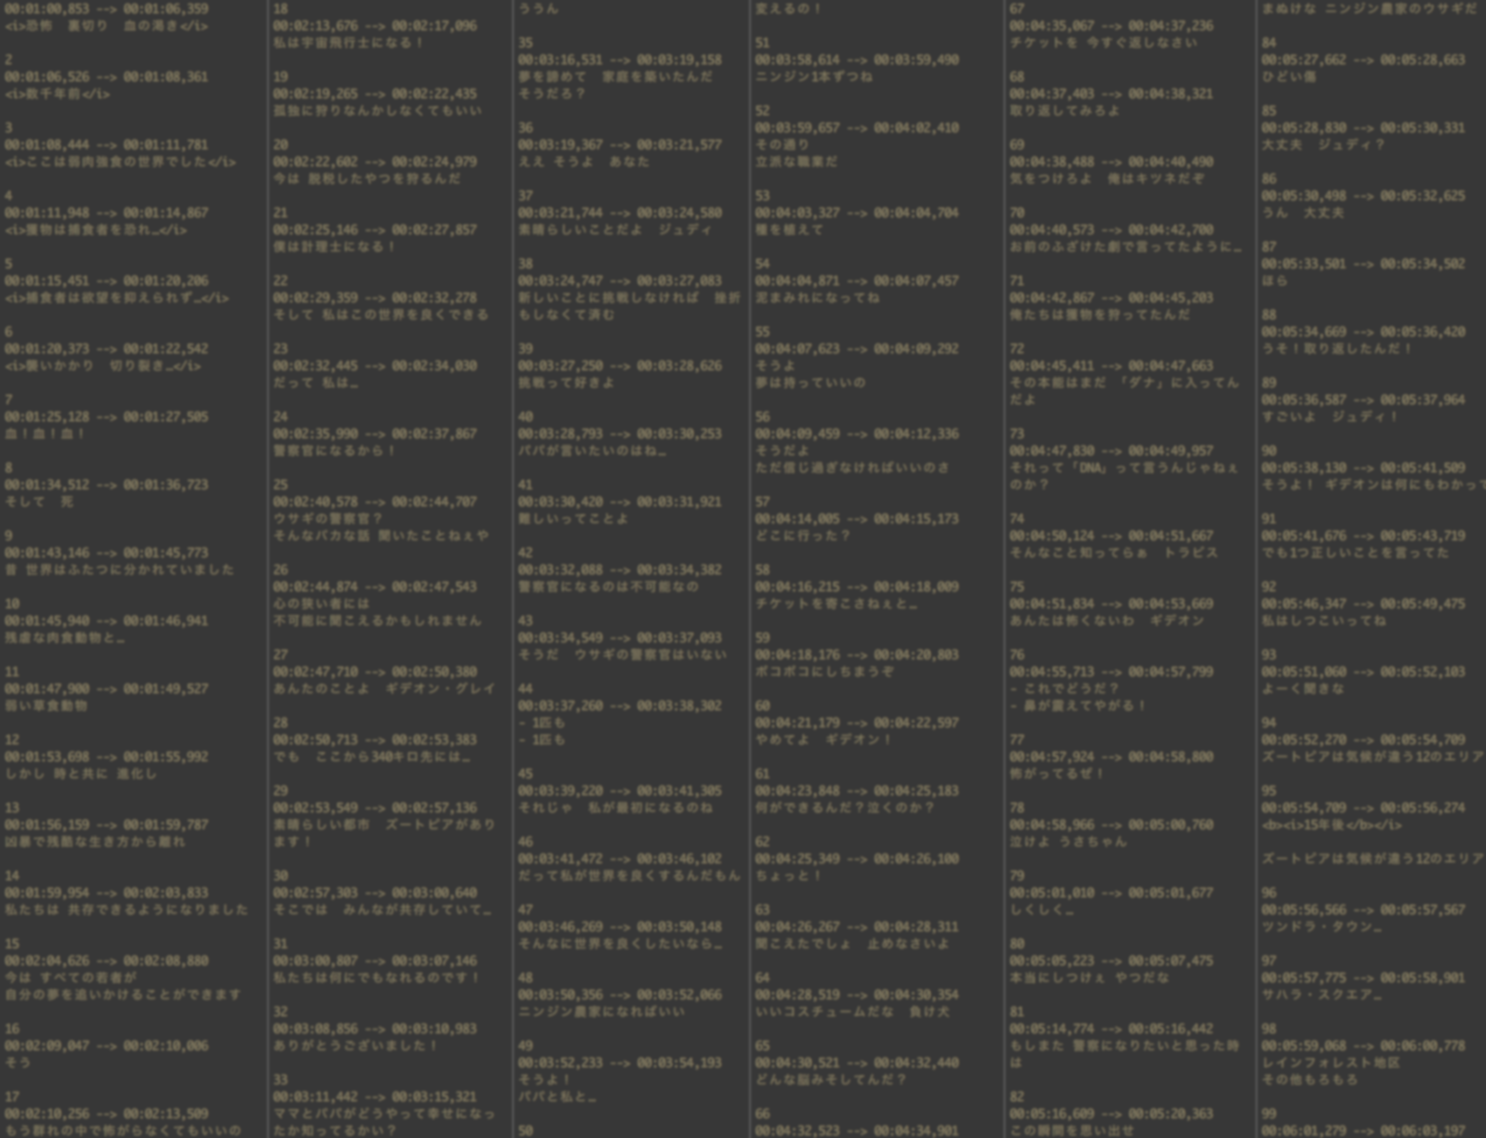 00:01:00,853 --> 00:01:06,359
<i>恐怖　裏切り　血の渇き</i>
2
00:01:06,526 --> 00:01:08,361
<i>数千年前</i>
3
00:01:08,444 --> 00:01:11,781
<i>ここは弱肉強食の世界でした</i>
4
00:01:11,948 --> 00:01:14,867
<i>獲物は捕食者を恐れ…</i>
5
00:01:15,451 --> 00:01:20,206
<i>捕食者は欲望を抑えられず…</i>
6
00:01:20,373 --> 00:01:22,542
<i>襲いかかり　切り裂き…</i>
7
00:01:25,128 --> 00:01:27,505
血！血！血！
8
00:01:34,512 --> 00:01:36,723
そして　死
9
00:01:43,146 --> 00:01:45,773
昔 世界はふたつに分かれていました
10
00:01:45,940 --> 00:01:46,941
残虐な肉食動物と…
11
00:01:47,900 --> 00:01:49,527
弱い草食動物
12
00:01:53,698 --> 00:01:55,992
しかし 時と共に 進化し
13
00:01:56,159 --> 00:01:59,787
凶暴で残酷な生き方から離れ
14
00:01:59,954 --> 00:02:03,833
私たちは 共存できるようになりました
15
00:02:04,626 --> 00:02:08,880
今は すべての若者が
自分の夢を追いかけることができます
16
00:02:09,047 --> 00:02:10,006
そう
17
00:02:10,256 --> 00:02:13,509
もう群れの中で怖がらなくてもいいの
18
00:02:13,676 --> 00:02:17,096
私は宇宙飛行士になる！
19
00:02:19,265 --> 00:02:22,435
孤独に狩りなんかしなくてもいい
20
00:02:22,602 --> 00:02:24,979
今は 脱税したやつを狩るんだ
21
00:02:25,146 --> 00:02:27,857
僕は計理士になる！
22
00:02:29,359 --> 00:02:32,278
そして 私はこの世界を良くできる
23
00:02:32,445 --> 00:02:34,030
だって 私は…
24
00:02:35,990 --> 00:02:37,867
警察官になるから！
25
00:02:40,578 --> 00:02:44,707
ウサギの警察官？
そんなバカな話 聞いたことねぇや
26
00:02:44,874 --> 00:02:47,543
心の狭い者には
不可能に聞こえるかもしれません
27
00:02:47,710 --> 00:02:50,380
あんたのことよ　ギデオン・グレイ
28
00:02:50,713 --> 00:02:53,383
でも　ここから340キロ先には…
29
00:02:53,549 --> 00:02:57,136
素晴らしい都市　ズートピアがあり
ます！
30
00:02:57,303 --> 00:03:00,640
そこでは　みんなが共存していて…
31
00:03:00,807 --> 00:03:07,146
私たちは何にでもなれるのです！
32
00:03:08,856 --> 00:03:10,983
ありがとうございました！
33
00:03:11,442 --> 00:03:15,321
ママとパパがどうやって幸せになっ
たか知ってるかい？
ううん
35
00:03:16,531 --> 00:03:19,158
夢を諦めて　家庭を築いたんだ
そうだろ？
36
00:03:19,367 --> 00:03:21,577
ええ そうよ　あなた
37
00:03:21,744 --> 00:03:24,580
素晴らしいことだよ　ジュディ
38
00:03:24,747 --> 00:03:27,083
新しいことに挑戦しなければ　挫折
もしなくて済む
39
00:03:27,250 --> 00:03:28,626
挑戦って好きよ
40
00:03:28,793 --> 00:03:30,253
パパが言いたいのはね…
41
00:03:30,420 --> 00:03:31,921
難しいってことよ
42
00:03:32,088 --> 00:03:34,382
警察官になるのは不可能なの
43
00:03:34,549 --> 00:03:37,093
そうだ　ウサギの警察官はいない
44
00:03:37,260 --> 00:03:38,302
- 1匹も
- 1匹も
45
00:03:39,220 --> 00:03:41,305
それじゃ　私が最初になるのね
46
00:03:41,472 --> 00:03:46,102
だって私が世界を良くするんだもん
47
00:03:46,269 --> 00:03:50,148
そんなに世界を良くしたいなら…
48
00:03:50,356 --> 00:03:52,066
ニンジン農家になればいい
49
00:03:52,233 --> 00:03:54,193
そうよ！
パパと私と…
50
変えるの！
51
00:03:58,614 --> 00:03:59,490
ニンジン1本ずつね
52
00:03:59,657 --> 00:04:02,410
その通り
立派な職業だ
53
00:04:03,327 --> 00:04:04,704
種を植えて
54
00:04:04,871 --> 00:04:07,457
泥まみれになってね
55
00:04:07,623 --> 00:04:09,292
そうよ
夢は持っていいの
56
00:04:09,459 --> 00:04:12,336
そうだよ
ただ信じ過ぎなければいいのさ
57
00:04:14,005 --> 00:04:15,173
どこに行った？
58
00:04:16,215 --> 00:04:18,009
チケットを寄こさねぇと…
59
00:04:18,176 --> 00:04:20,803
ボコボコにしちまうぞ
60
00:04:21,179 --> 00:04:22,597
やめてよ　ギデオン！
61
00:04:23,848 --> 00:04:25,183
何ができるんだ？泣くのか？
62
00:04:25,349 --> 00:04:26,100
ちょっと！
63
00:04:26,267 --> 00:04:28,311
聞こえたでしょ　止めなさいよ
64
00:04:28,519 --> 00:04:30,354
いいコスチュームだな　負け犬
65
00:04:30,521 --> 00:04:32,440
どんな脳みそしてんだ？
66
00:04:32,523 --> 00:04:34,901
67
00:04:35,067 --> 00:04:37,236
チケットを 今すぐ返しなさい
68
00:04:37,403 --> 00:04:38,321
取り返してみろよ
69
00:04:38,488 --> 00:04:40,490
気をつけろよ　俺はキツネだぞ
70
00:04:40,573 --> 00:04:42,700
お前のふざけた劇で言ってたように…
71
00:04:42,867 --> 00:04:45,203
俺たちは獲物を狩ってたんだ
72
00:04:45,411 --> 00:04:47,663
その本能はまだ 「ダナ」に入ってん
だよ
73
00:04:47,830 --> 00:04:49,957
それって「DNA」って言うんじゃねぇ
のか？
74
00:04:50,124 --> 00:04:51,667
そんなこと知ってらぁ　トラビス
75
00:04:51,834 --> 00:04:53,669
あんたは怖くないわ　ギデオン
76
00:04:55,713 --> 00:04:57,799
- これでどうだ？
- 鼻が震えてやがる！
77
00:04:57,924 --> 00:04:58,800
怖がってるぜ！
78
00:04:58,966 --> 00:05:00,760
泣けよ うさちゃん
79
00:05:01,010 --> 00:05:01,677
しくしく…
80
00:05:05,223 --> 00:05:07,475
本当にしつけぇ やつだな
81
00:05:14,774 --> 00:05:16,442
もしまた 警察になりたいと思った時
は
82
00:05:16,609 --> 00:05:20,363
この瞬間を思い出せ
まぬけな ニンジン農家のウサギだ
84
00:05:27,662 --> 00:05:28,663
ひどい傷
85
00:05:28,830 --> 00:05:30,331
大丈夫　ジュディ？
86
00:05:30,498 --> 00:05:32,625
うん　大丈夫
87
00:05:33,501 --> 00:05:34,502
ほら
88
00:05:34,669 --> 00:05:36,420
うそ！取り返したんだ！
89
00:05:36,587 --> 00:05:37,964
すごいよ　ジュディ！
90
00:05:38,130 --> 00:05:41,509
そうよ！ ギデオンは何にもわかって
91
00:05:41,676 --> 00:05:43,719
でも1つ正しいことを言ってた
92
00:05:46,347 --> 00:05:49,475
私はしつこいってね
93
00:05:51,060 --> 00:05:52,103
よーく聞きな
94
00:05:52,270 --> 00:05:54,709
ズートピアは気候が違う12のエリア
95
00:05:54,709 --> 00:05:56,274
<b><i>15年後</b></i>
ズートピアは気候が違う12のエリア
96
00:05:56,566 --> 00:05:57,567
ツンドラ・タウン…
97
00:05:57,775 --> 00:05:58,901
サハラ・スクエア…
98
00:05:59,068 --> 00:06:00,778
レインフォレスト地区
その他もろもろ
99
00:06:01,279 --> 00:06:03,197